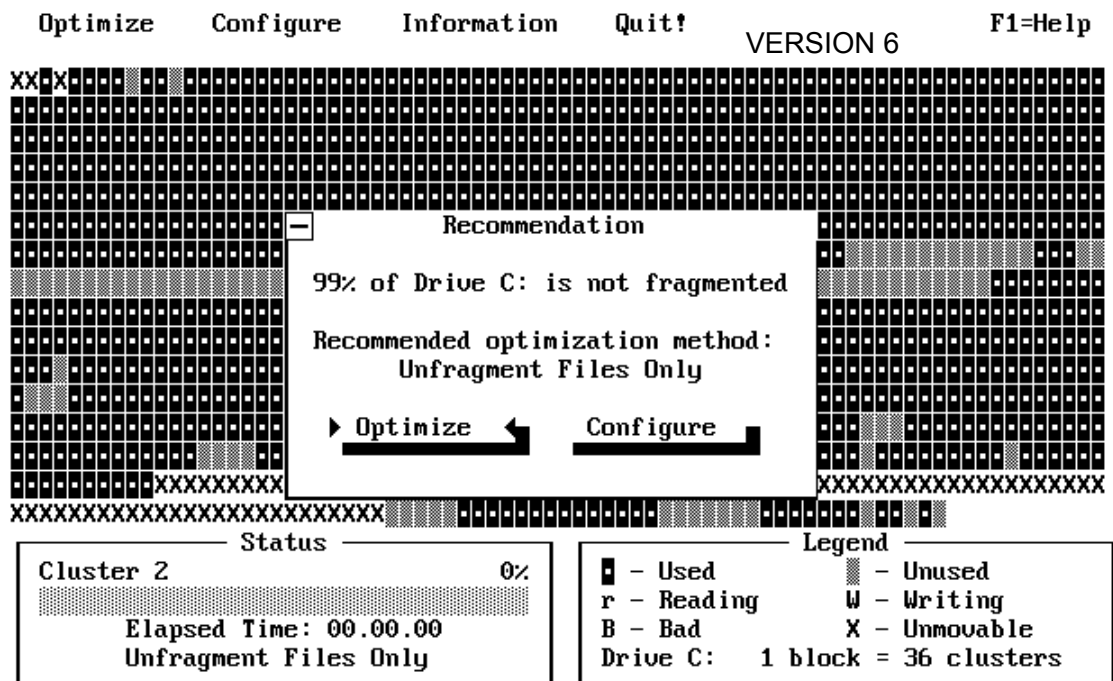 Optimize Configure Information Quit! F1=Help
VERSION 6
Recommendation
99% of Drive C: is not fragmented
Recommended optimization method:
Unfragment Files Only
Optimize Configure
Status
Cluster 2 0%
Elapsed Time: 00.00.00
Unfragment Files Only
Legend
- Used - Unused
r - Reading W - Writing
B - Bad X - Unmovable
Drive C: 1 block = 36 clusters